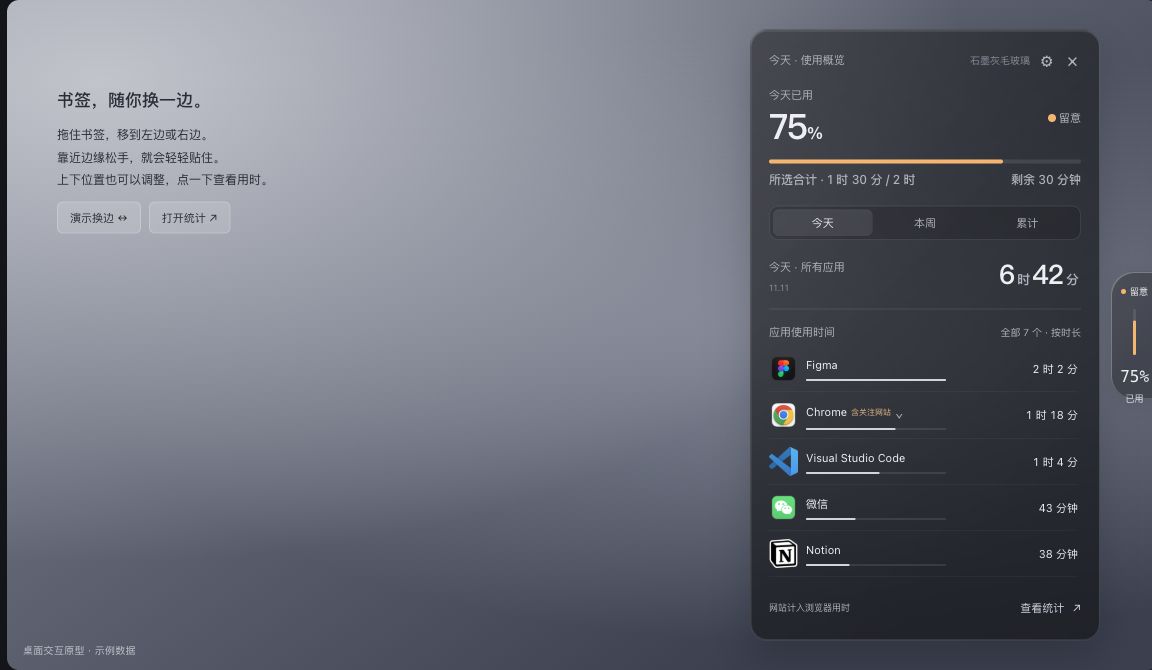 书签，随你换一边。
拖住书签，移到左边或右边。
靠近边缘松手，就会轻轻贴住。
上下位置也可以调整，点一下查看用时。
演示换边 ↔ 打开统计 ↗
桌面交互原型 · 示例数据
今天 · 使用概览 石墨灰毛玻璃 ⚙ ×
今天已用
75% 留意
所选合计 · 1 时 30 分 / 2 时 剩余 30 分钟
今天 本周 累计
今天 · 所有应用 6 时 42 分
11.11
应用使用时间 全部 7 个 · 按时长
Figma 2 时 2 分
Chrome 含关注网站 1 时 18 分
Visual Studio Code 1 时 4 分
微信 43 分钟
Notion 38 分钟
网站计入浏览器用时 查看统计 ↗
留意
75%
已用